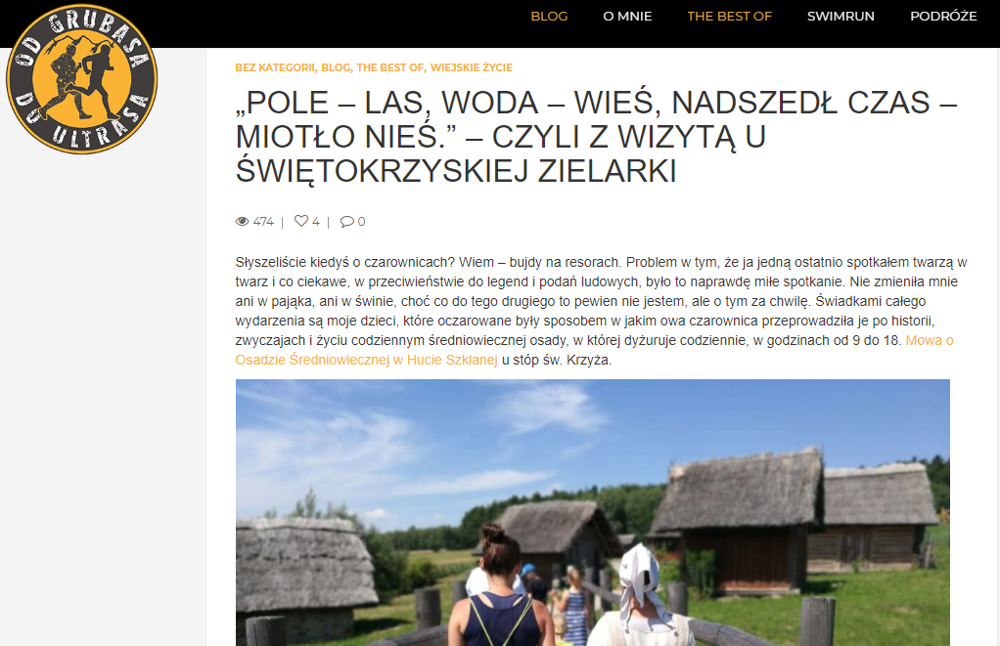 OD GRUBASA
DO ULTRASA
BLOG O MNIE THE BEST OF SWIMRUN PODRÓŻE
BEZ KATEGORII, BLOG, THE BEST OF, WIEJSKIE ŻYCIE
„POLE – LAS, WODA – WIEŚ, NADSZEDŁ CZAS –
MIOTŁO NIEŚ.” – CZYLI Z WIZYTĄ U
ŚWIĘTOKRZYSKIEJ ZIELARKI
474 | 4 | 0
Słyszeliście kiedyś o czarownicach? Wiem – bujdy na resorach. Problem w tym, że ja jedną ostatnio spotkałem twarzą w
twarz i co ciekawe, w przeciwieństwie do legend i podań ludowych, było to naprawdę miłe spotkanie. Nie zmieniła mnie
ani w pająka, ani w świnie, choć co do tego drugiego to pewien nie jestem, ale o tym za chwilę. Świadkami całego
wydarzenia są moje dzieci, które oczarowane były sposobem w jakim owa czarownica przeprowadziła je po historii,
zwyczajach i życiu codziennym średniowiecznej osady, w której dyżuruje codziennie, w godzinach od 9 do 18. Mowa o
Osadzie Średniowiecznej w Hucie Szklanej u stóp św. Krzyża.